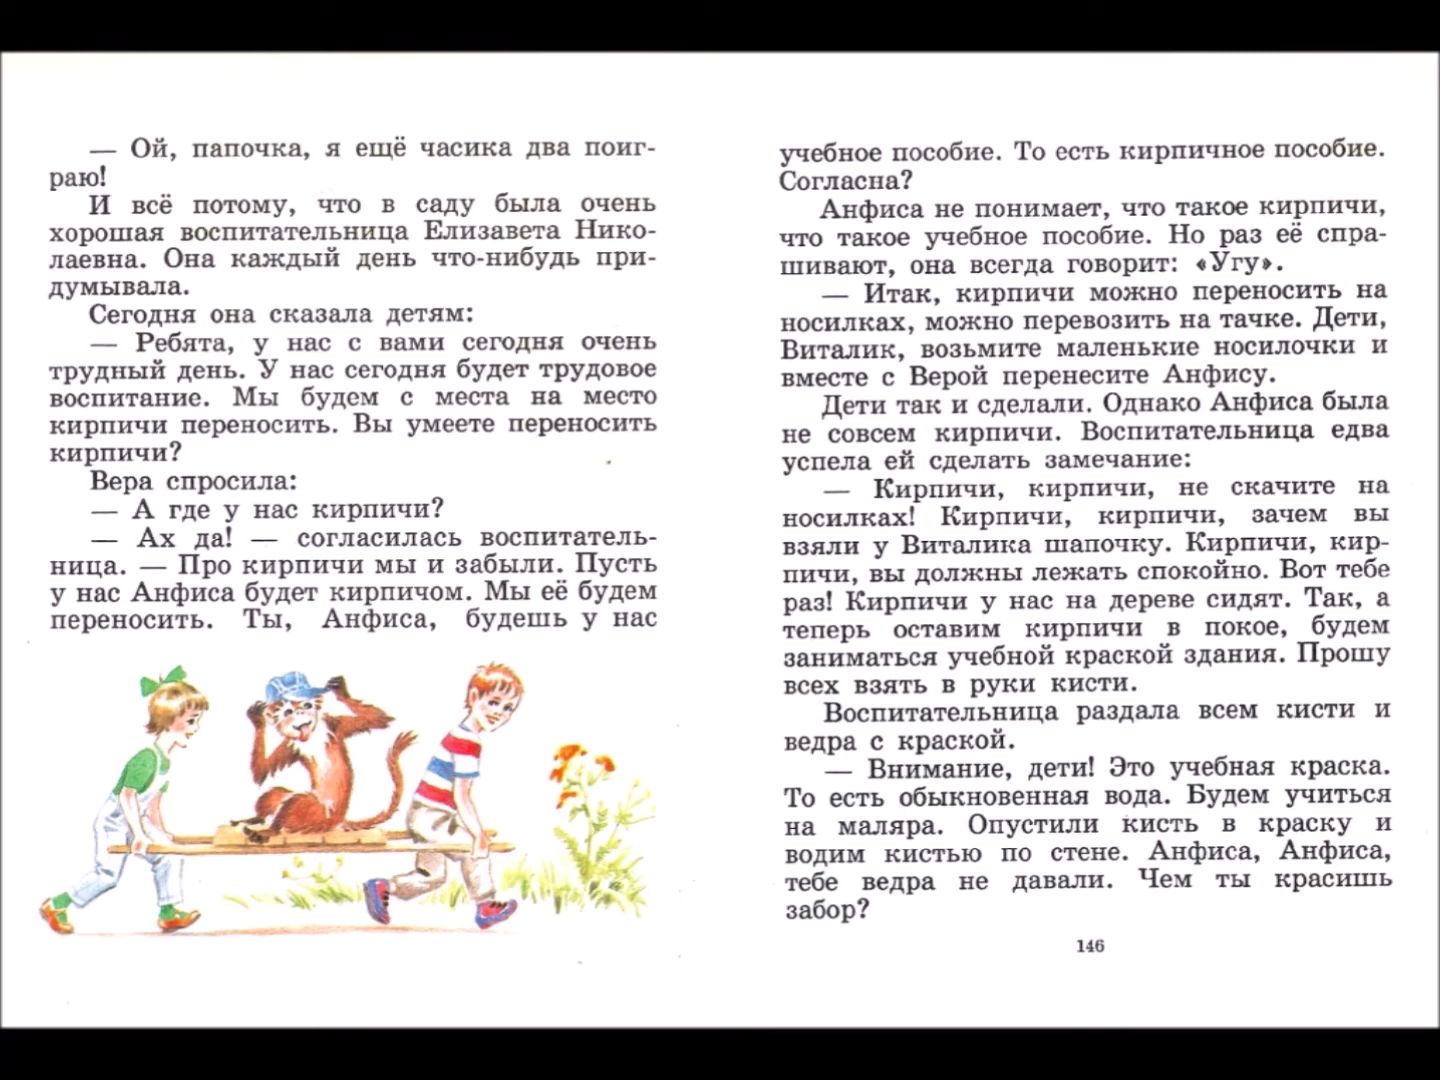 — Ой, папочка, я ещё часика два поиг-
раю!
И всё потому, что в саду была очень
хорошая воспитательница Елизавета Нико-
лаевна. Она каждый день что-нибудь при-
думывала.
Сегодня она сказала детям:
— Ребята, у нас с вами сегодня очень
трудный день. У нас сегодня будет трудовое
воспитание. Мы будем с места на место
кирпичи переносить. Вы умеете переносить
кирпичи?
Вера спросила:
— А где у нас кирпичи?
— Ах да! — согласилась воспитатель-
ница. — Про кирпичи мы и забыли. Пусть
у нас Анфиса будет кирпичом. Мы её будем
переносить. Ты, Анфиса, будешь у нас
учебное пособие. То есть кирпичное пособие.
Согласна?
Анфиса не понимает, что такое кирпичи,
что такое учебное пособие. Но раз её спра-
шивают, она всегда говорит: «Угу».
— Итак, кирпичи можно переносить на
носилках, можно перевозить на тачке. Дети,
Виталик, возьмите маленькие носилочки и
вместе с Верой перенесите Анфису.
Дети так и сделали. Однако Анфиса была
не совсем кирпичи. Воспитательница едва
успела ей сделать замечание:
— Кирпичи, кирпичи, не скачите на
носилках! Кирпичи, кирпичи, зачем вы
взяли у Виталика шапочку. Кирпичи, кир-
пичи, вы должны лежать спокойно. Вот тебе
раз! Кирпичи у нас на дереве сидят. Так, а
теперь оставим кирпичи в покое, будем
заниматься учебной краской здания. Прошу
всех взять в руки кисти.
Воспитательница раздала всем кисти и
ведра с краской.
— Внимание, дети! Это учебная краска.
То есть обыкновенная вода. Будем учиться
на маляра. Опустили кисть в краску и
водим кистью по стене. Анфиса, Анфиса,
тебе ведра не давали. Чем ты красишь
забор?
146